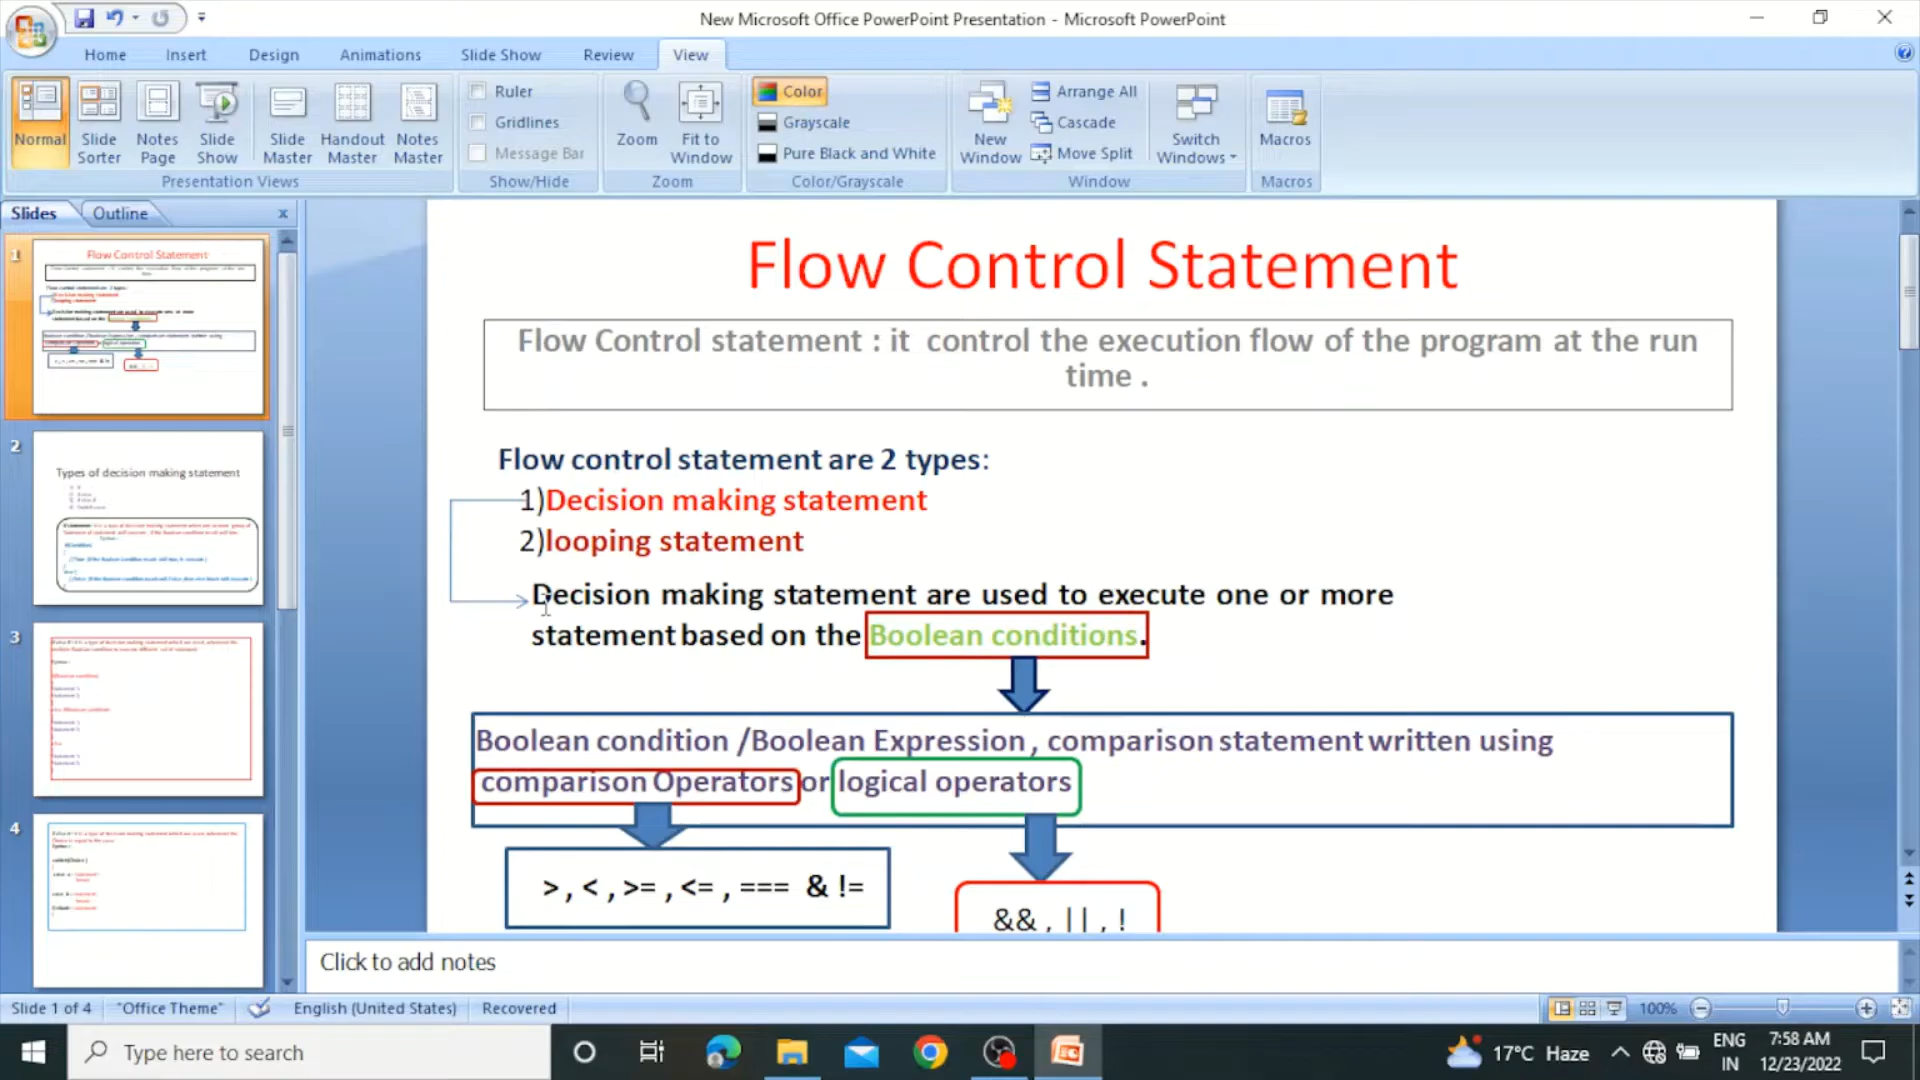 New Microsoft Office PowerPoint Presentation - Microsoft PowerPoint
Home Insert Design Animations Slide Show Review View
Normal Slide Sorter Notes Page Slide Show Slide Master Handout Master Notes Master
Presentation Views
Ruler
Gridlines
Message Bar
Show/Hide
Zoom Fit to Window
Zoom
Color
Grayscale
Pure Black and White
Color/Grayscale
New Window
Arrange All
Cascade
Move Split
Switch Windows
Window
Macros
Macros
Slides Outline x
1
Flow Control Statement
2
Types of decision making statement
3
4
Flow Control Statement
Flow Control statement : it control the execution flow of the program at the run
time .
Flow control statement are 2 types:
1)Decision making statement
2)looping statement
Decision making statement are used to execute one or more
statement based on the Boolean conditions.
Boolean condition /Boolean Expression , comparison statement written using
comparison Operators or logical operators
> , < , >= , <= , === & !=
&& , || , !
Click to add notes
Slide 1 of 4 "Office Theme" English (United States) Recovered 100%
Type here to search
17°C Haze ENG IN 7:58 AM 12/23/2022